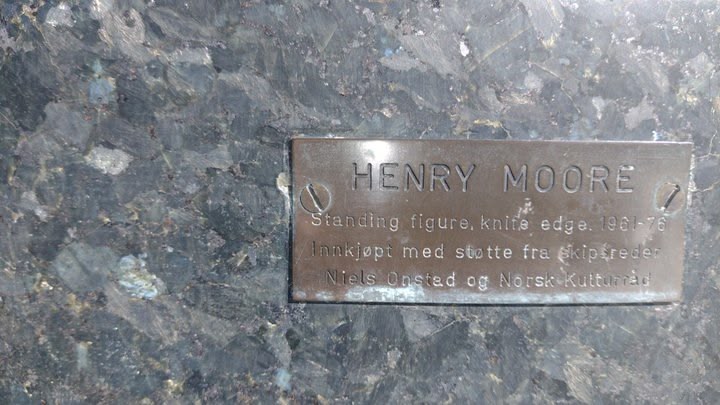 HENRY MOORE
Standing figure, knife edge. 1961-76
Innkjøpt med støtte fra skipsreder
Niels Onstad og Norsk Kulturråd